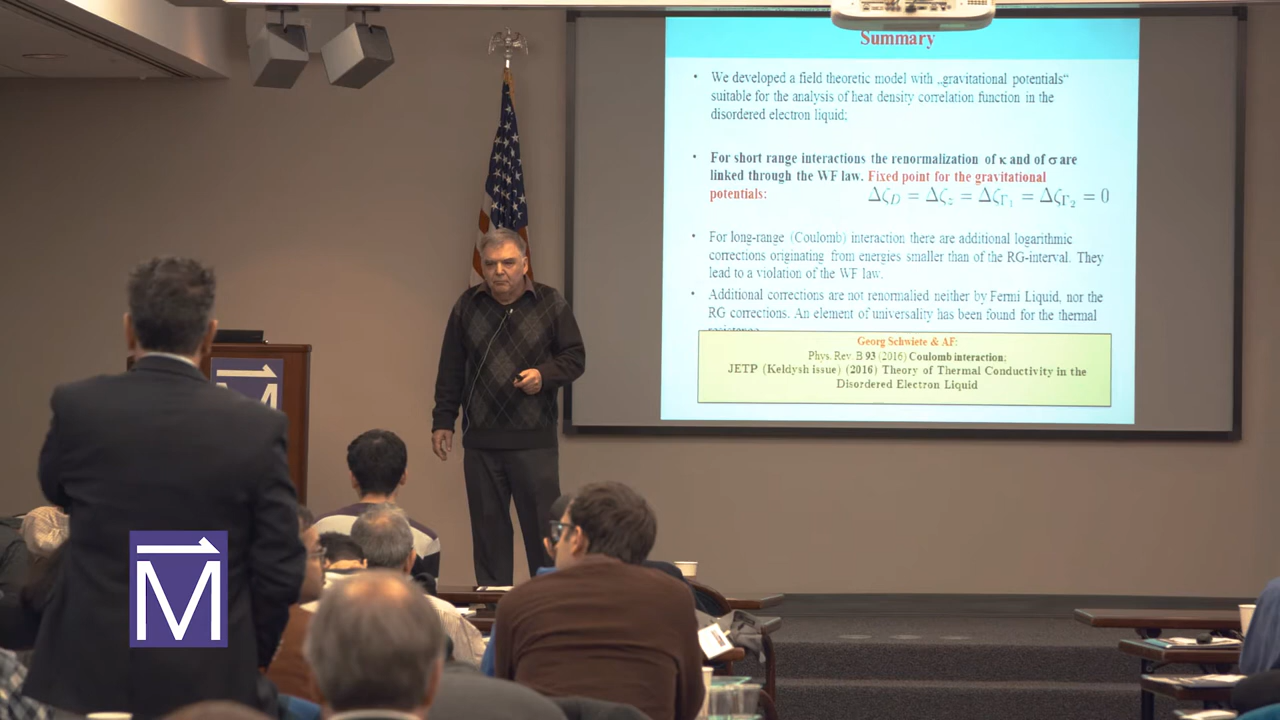 Summary
• We developed a field theoretic model with „gravitational potentials“
suitable for the analysis of heat density correlation function in the
disordered electron liquid;
• For short range interactions the renormalization of κ and of σ are
linked through the WF law. Fixed point for the gravitational
potentials: Δζ_D = Δζ_z = Δζ_Γ₁ = Δζ_Γ₂ = 0
• For long-range (Coulomb) interaction there are additional logarithmic
corrections originating from energies smaller than of the RG-interval. They
lead to a violation of the WF law.
• Additional corrections are not renormalied neither by Fermi Liquid, nor the
RG corrections. An element of universality has been found for the thermal
Georg Schwiete & AF:
Phys. Rev. B 93 (2016) Coulomb interaction;
JETP (Keldysh issue) (2016) Theory of Thermal Conductivity in the
Disordered Electron Liquid
M
M